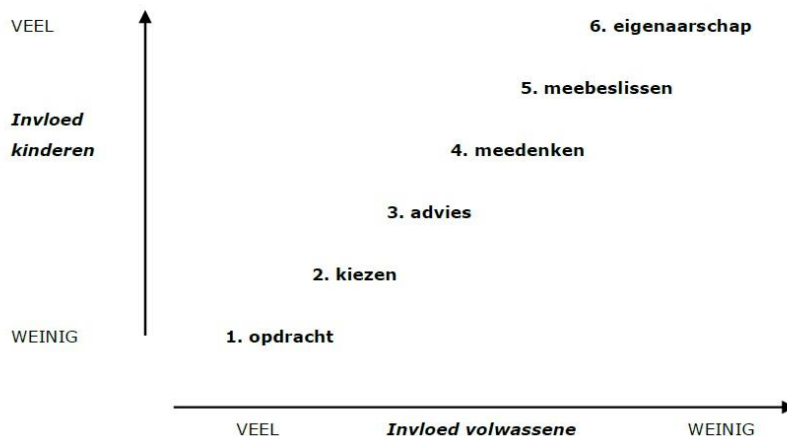 VEEL 6. eigenaarschap
5. meebeslissen
Invloed
kinderen 4. meedenken
3. advies
2. kiezen
WEINIG 1. opdracht
VEEL Invloed volwassene WEINIG